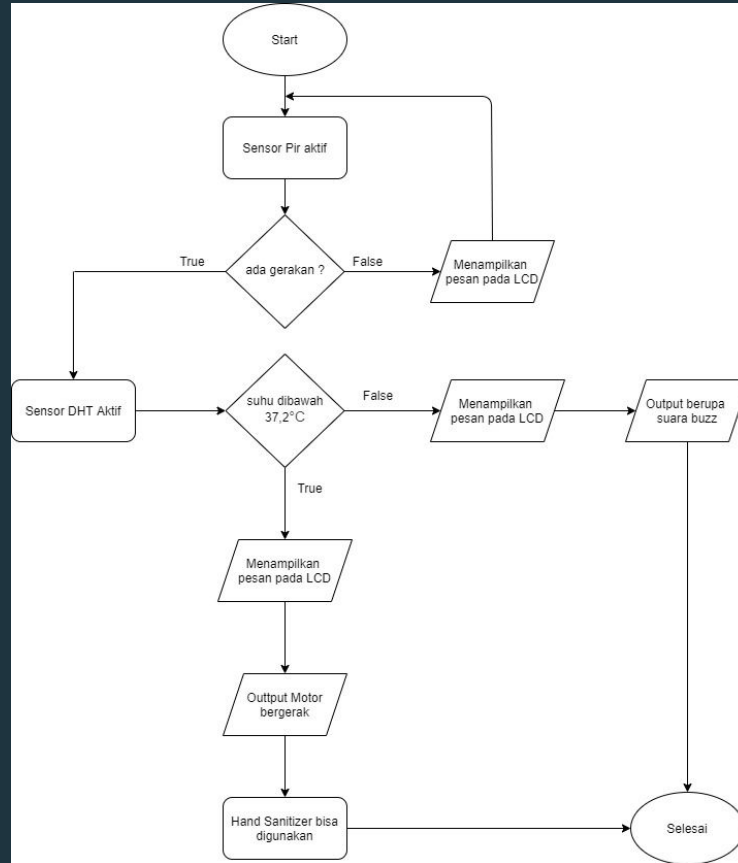 Start
Sensor Pir aktif
ada gerakan ?
True
False
Menampilkan
pesan pada LCD
Sensor DHT Aktif
suhu dibawah
37,2°C
False
Menampilkan
pesan pada LCD
Output berupa
suara buzz
True
Menampilkan
pesan pada LCD
Outtput Motor
bergerak
Hand Sanitizer bisa
digunakan
Selesai